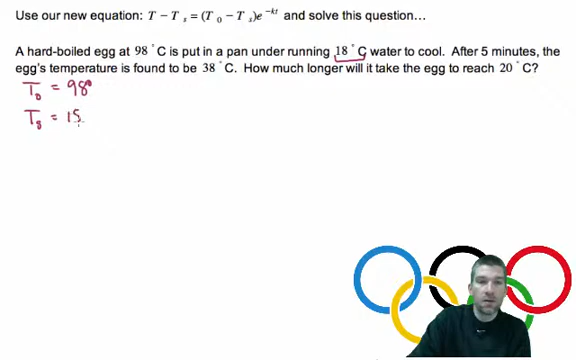 Use our new equation: T − T s = (T 0 − T s)e^−kt and solve this question…
A hard-boiled egg at 98 °C is put in a pan under running 18 °C water to cool. After 5 minutes, the
egg's temperature is found to be 38 °C. How much longer will it take the egg to reach 20 °C?
T0 = 98°
Ts = 15